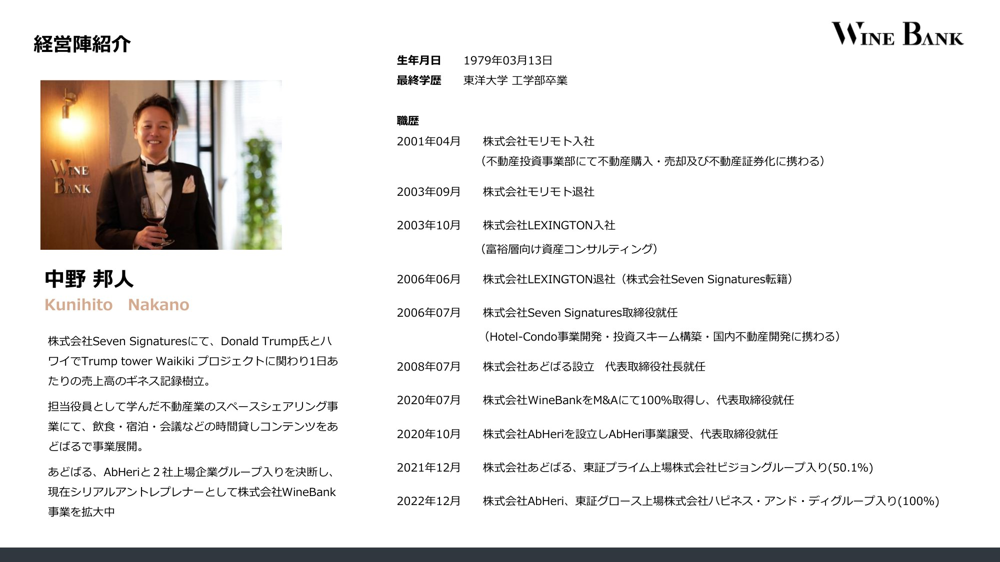 経営陣紹介
WINE BANK
WINE
BANK
中野 邦人
Kunihito　Nakano
株式会社Seven Signaturesにて、Donald Trump氏とハ
ワイでTrump tower Waikiki プロジェクトに関わり1日あ
たりの売上高のギネス記録樹立。
担当役員として学んだ不動産業のスペースシェアリング事
業にて、飲食・宿泊・会議などの時間貸しコンテンツをあ
どばるで事業展開。
あどばる、AbHeriと２社上場企業グループ入りを決断し、
現在シリアルアントレプレナーとして株式会社WineBank
事業を拡大中
生年月日　1979年03月13日
最終学歴　東洋大学 工学部卒業
職歴
2001年04月　株式会社モリモト入社
（不動産投資事業部にて不動産購入・売却及び不動産証券化に携わる）
2003年09月　株式会社モリモト退社
2003年10月　株式会社LEXINGTON入社
（富裕層向け資産コンサルティング）
2006年06月　株式会社LEXINGTON退社（株式会社Seven Signatures転籍）
2006年07月　株式会社Seven Signatures取締役就任
（Hotel-Condo事業開発・投資スキーム構築・国内不動産開発に携わる）
2008年07月　株式会社あどばる設立　代表取締役社長就任
2020年07月　株式会社WineBankをM&Aにて100%取得し、代表取締役就任
2020年10月　株式会社AbHeriを設立しAbHeri事業譲受、代表取締役就任
2021年12月　株式会社あどばる、東証プライム上場株式会社ビジョングループ入り(50.1%)
2022年12月　株式会社AbHeri、東証グロース上場株式会社ハピネス・アンド・ディグループ入り(100%)